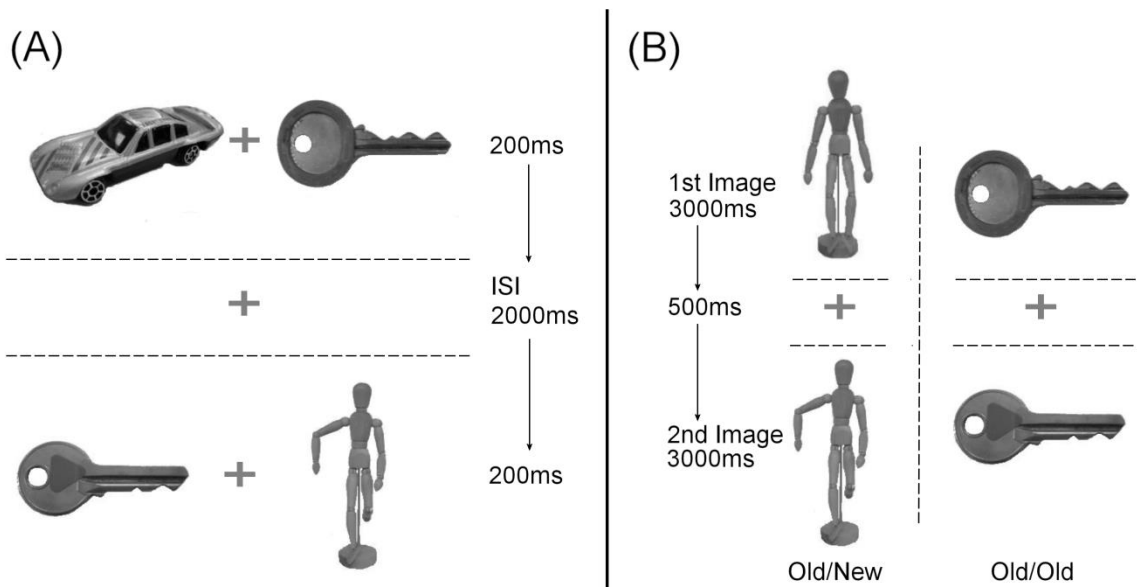 (A)
200ms
ISI
2000ms
200ms
(B)
1st Image
3000ms
500ms
2nd Image
3000ms
Old/New
Old/Old